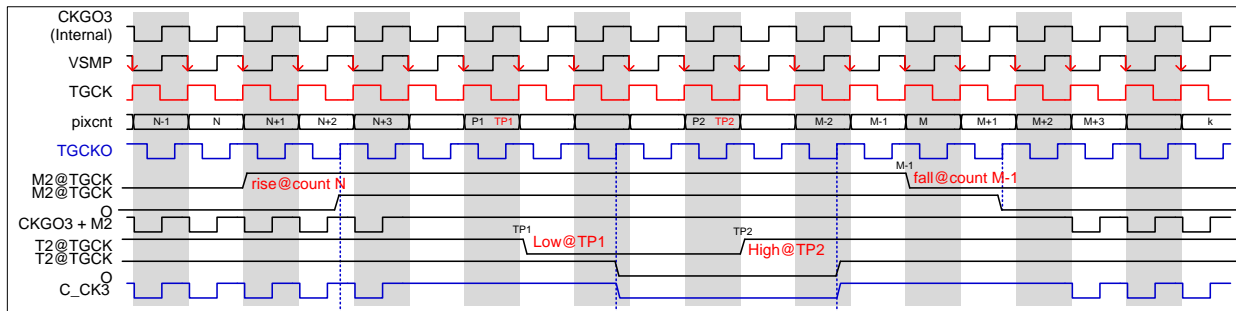 CKGO3
(Internal)
VSMP
TGCK
pixcnt N-1 N N+1 N+2 N+3 P1 TP1 P2 TP2 M-2 M-1 M M+1 M+2 M+3 k
TGCKO
M-1
M2@TGCK rise@count N fall@count M-1
M2@TGCK
O
CKGO3 + M2
TP1 TP2
T2@TGCK Low@TP1 High@TP2
T2@TGCK
O
C_CK3